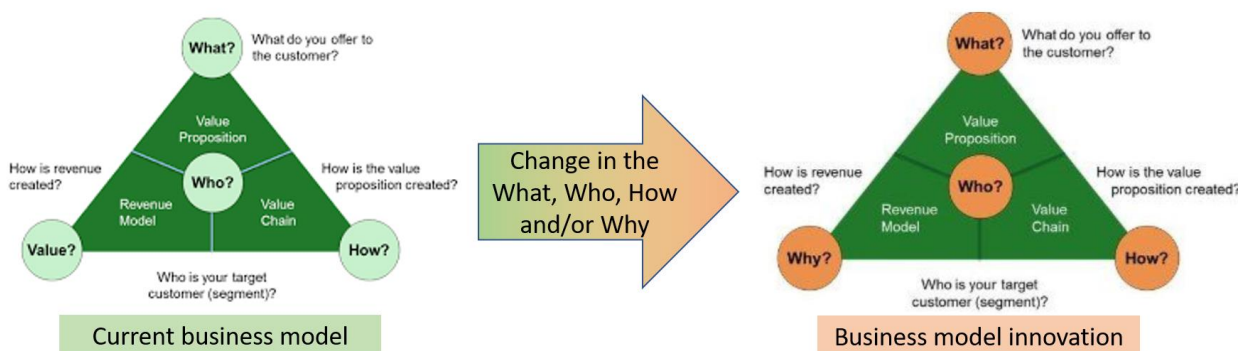 What?
What do you offer to
the customer?
Value
Proposition
How is revenue
created?
Who?
How is the value
proposition created?
Revenue
Model
Value
Chain
Value?
How?
Who is your target
customer (segment)?
Current business model
Change in the
What, Who, How
and/or Why
What?
What do you offer to
the customer?
Value
Proposition
How is revenue
created?
Who?
How is the value
proposition created?
Revenue
Model
Value
Chain
Why?
How?
Who is your target
customer (segment)?
Business model innovation